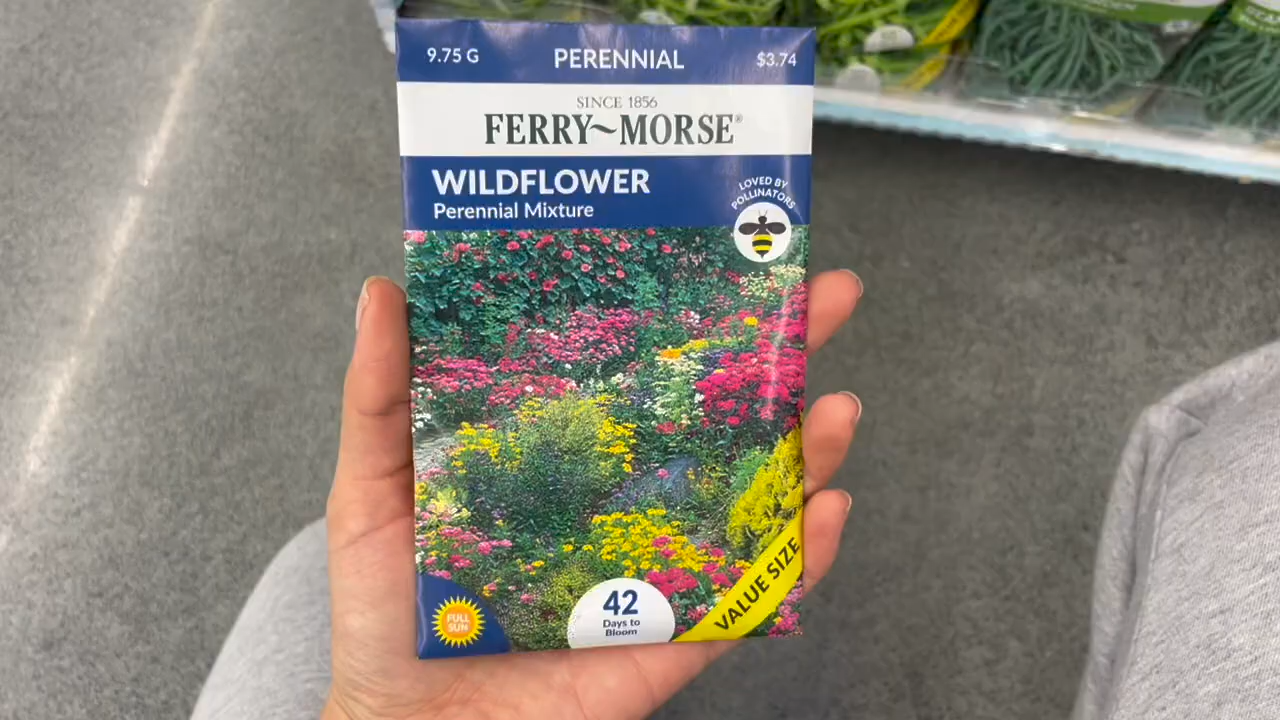 9.75 G
PERENNIAL
$3.74
SINCE 1856
FERRY~MORSE®
WILDFLOWER
Perennial Mixture
LOVED BY
POLLINATORS
FULL
SUN
42
Days to
Bloom
VALUE SIZE